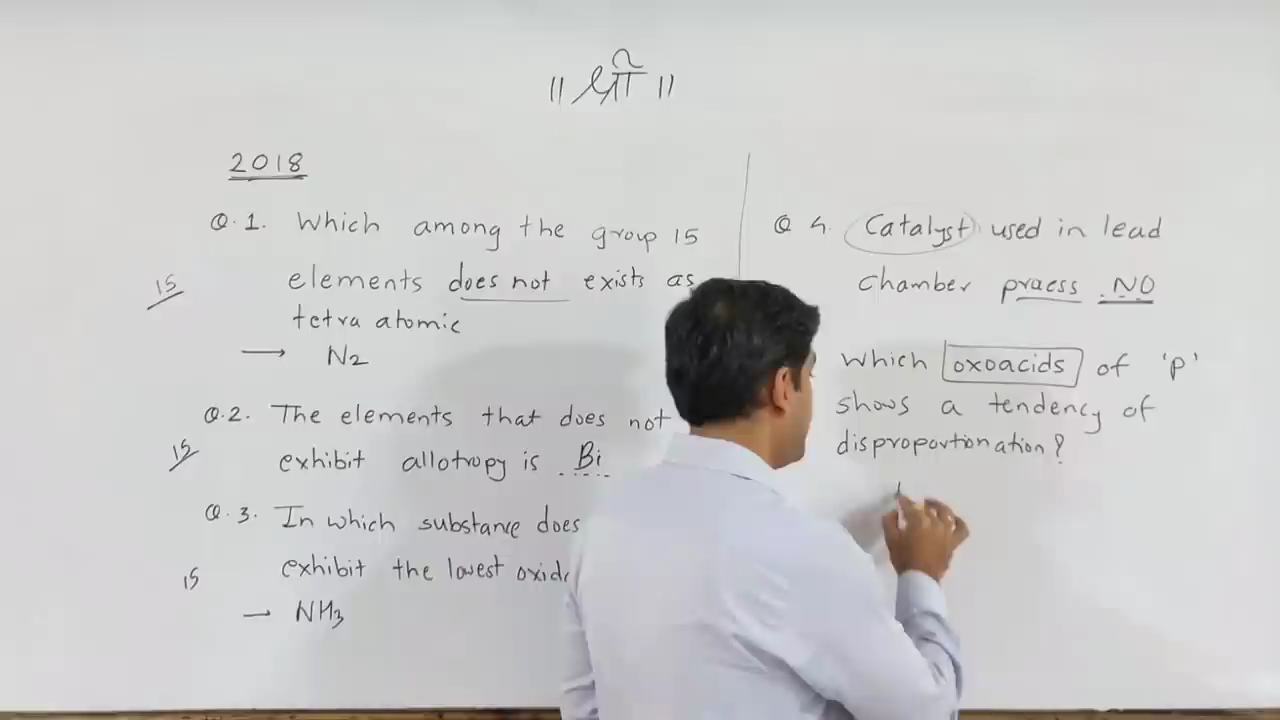 ॥ श्री ॥
2018
Q.1. Which among the group 15
elements does not exists as
tetra atomic
→ N2
15
Q.2. The elements that does not
exhibit allotropy is Bi
15
Q.3. In which substance does
exhibit the lowest
15
→ NH3
Q 4. Catalyst used in lead
chamber process NO
which oxoacids of 'p'
shows a tendency of
disproportionation?